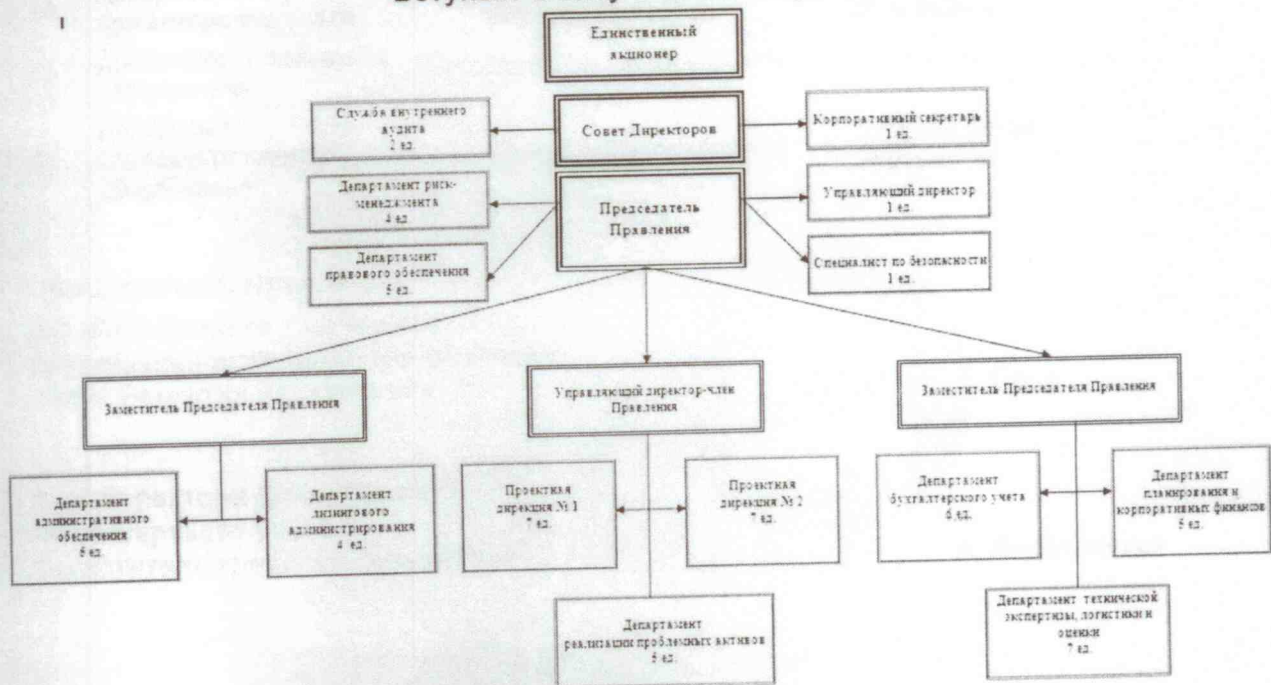 Единственный
акционер
Служба внутреннего
аудита
2 ед.
Совет Директоров
Корпоративный секретарь
1 ед.
Департамент риск-
менеджмента
4 ед.
Председатель
Правления
Управляющий директор
1 ед.
Департамент
правового обеспечения
5 ед.
Специалист по безопасности
1 ед.
Заместитель Председателя Правления
Управляющий директор-член
Правления
Заместитель Председателя Правления
Департамент
административного
обеспечения
ед.
Департамент
лизингового
администрирования
4 ед.
Проектная
дирекция № 1
7 ед.
Проектная
дирекция № 2
7 ед.
Департамент
бухгалтерского учета
6 ед.
Департамент
планирования и
корпоративных финансов
5 ед.
Департамент
реализации проблемных активов
5 ед.
Департамент технической
экспертизы, логистики и
оценки
7 ед.